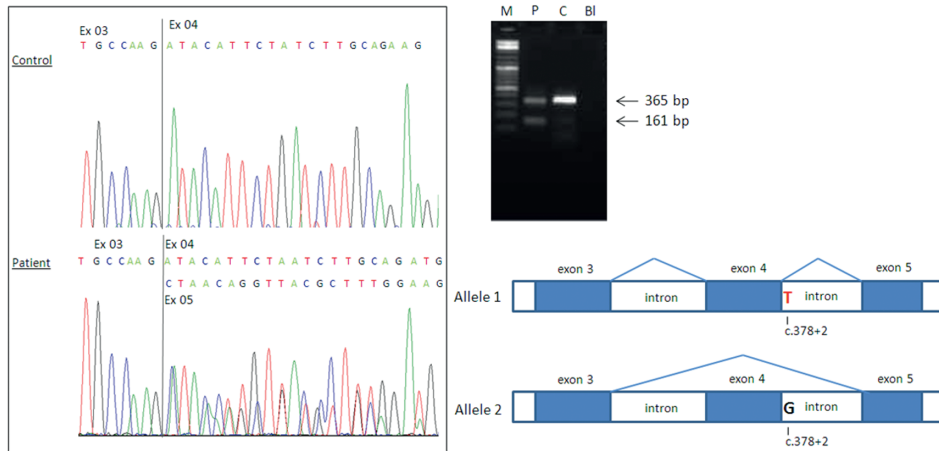 Ex 03 Ex 04
T G C C A A G A T A C A T T C T A T C T T G C A G A A G
Control
Ex 03 Ex 04
Patient T G C C A A G A T A C A T T C T A A T C T T G C A G A T G
C T A A C A G G T T A C G C T T T G G A A G
Ex 05
M P C Bl
← 365 bp
← 161 bp
exon 3 exon 4 exon 5
Allele 1 intron T intron
c.378+2
exon 3 exon 4 exon 5
Allele 2 intron G intron
c.378+2